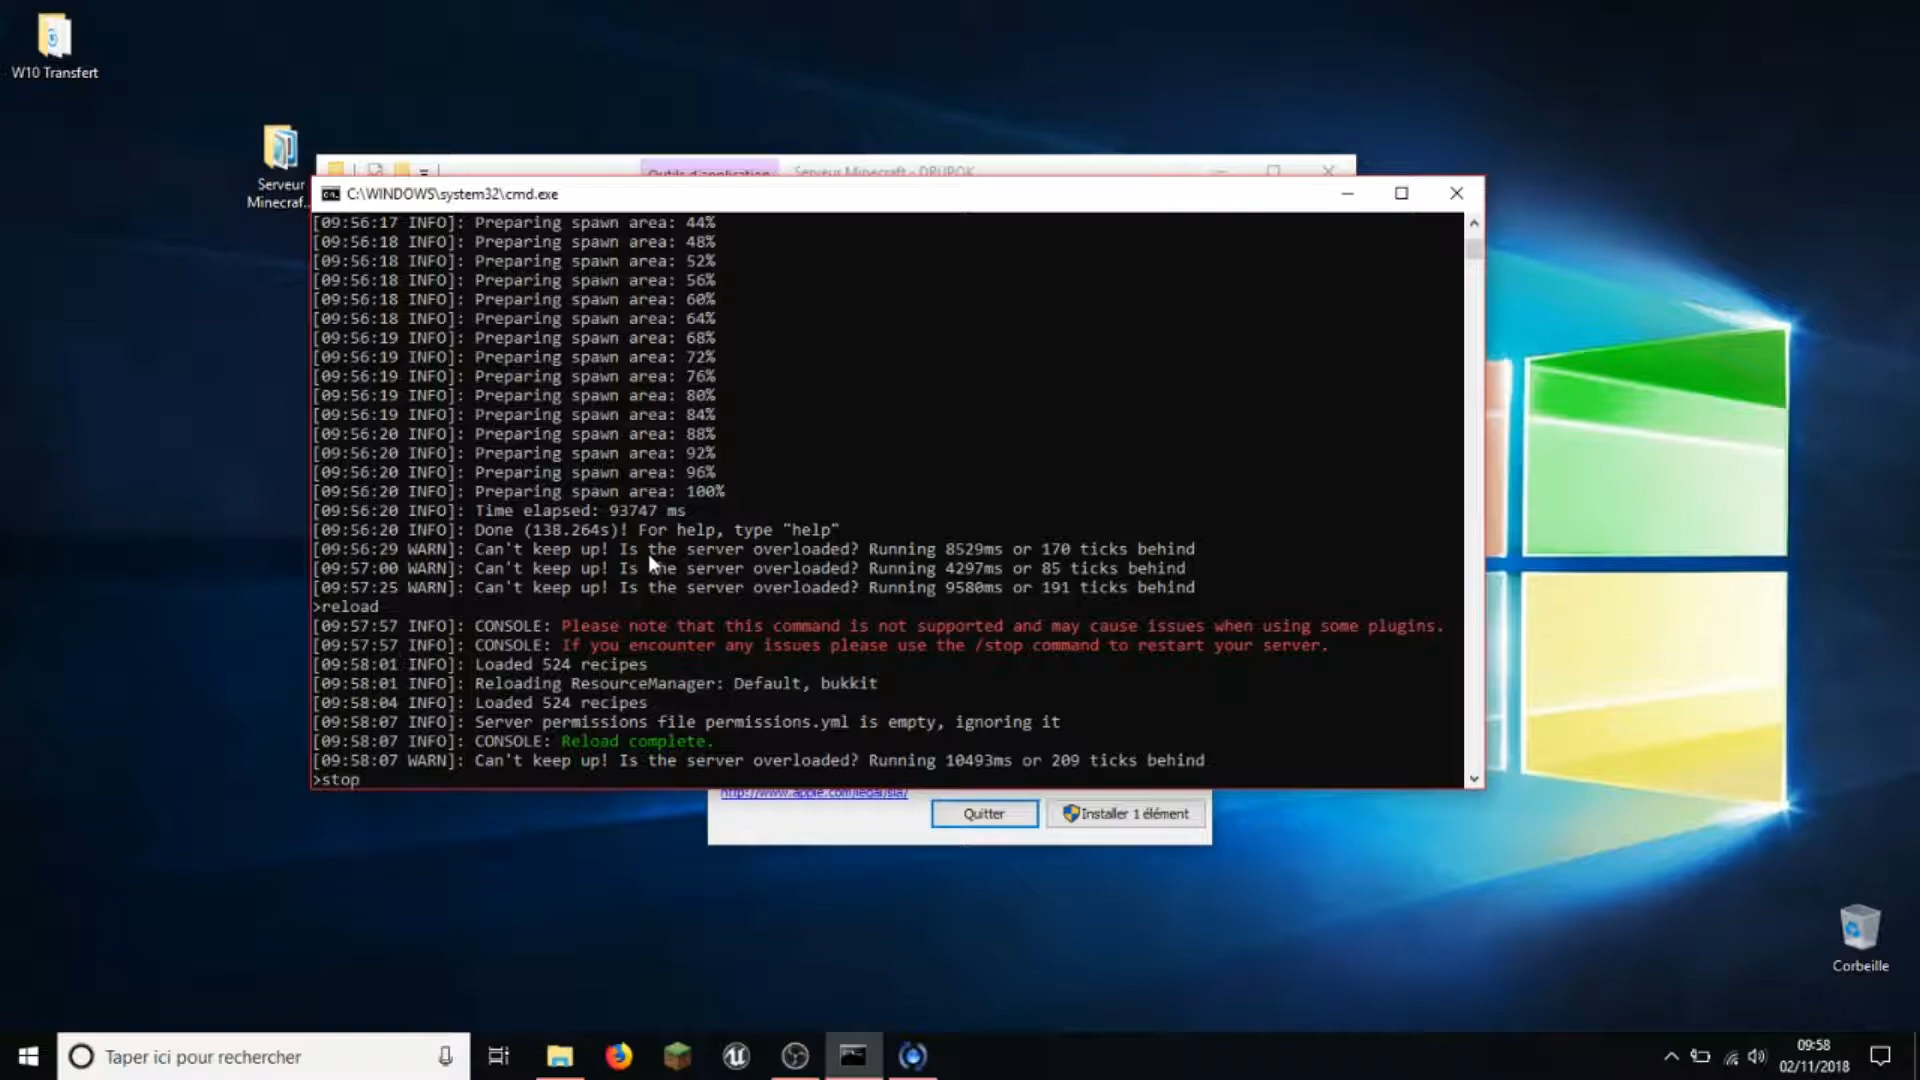 W10 Transfert
Serveur
Minecraf...
Outils d'application
Serveur Minecraft - DRUPOK
C:\WINDOWS\system32\cmd.exe
[09:56:17 INFO]: Preparing spawn area: 44%
[09:56:18 INFO]: Preparing spawn area: 48%
[09:56:18 INFO]: Preparing spawn area: 52%
[09:56:18 INFO]: Preparing spawn area: 56%
[09:56:18 INFO]: Preparing spawn area: 60%
[09:56:18 INFO]: Preparing spawn area: 64%
[09:56:19 INFO]: Preparing spawn area: 68%
[09:56:19 INFO]: Preparing spawn area: 72%
[09:56:19 INFO]: Preparing spawn area: 76%
[09:56:19 INFO]: Preparing spawn area: 80%
[09:56:19 INFO]: Preparing spawn area: 84%
[09:56:20 INFO]: Preparing spawn area: 88%
[09:56:20 INFO]: Preparing spawn area: 92%
[09:56:20 INFO]: Preparing spawn area: 96%
[09:56:20 INFO]: Preparing spawn area: 100%
[09:56:20 INFO]: Time elapsed: 93747 ms
[09:56:20 INFO]: Done (138.264s)! For help, type "help"
[09:56:29 WARN]: Can't keep up! Is the server overloaded? Running 8529ms or 170 ticks behind
[09:57:00 WARN]: Can't keep up! Is the server overloaded? Running 4297ms or 85 ticks behind
[09:57:25 WARN]: Can't keep up! Is the server overloaded? Running 9580ms or 191 ticks behind
>reload
[09:57:57 INFO]: CONSOLE: Please note that this command is not supported and may cause issues when using some plugins.
[09:57:57 INFO]: CONSOLE: If you encounter any issues please use the /stop command to restart your server.
[09:58:01 INFO]: Loaded 524 recipes
[09:58:01 INFO]: Reloading ResourceManager: Default, bukkit
[09:58:04 INFO]: Loaded 524 recipes
[09:58:07 INFO]: Server permissions file permissions.yml is empty, ignoring it
[09:58:07 INFO]: CONSOLE: Reload complete.
[09:58:07 WARN]: Can't keep up! Is the server overloaded? Running 10493ms or 209 ticks behind
>stop
http://www.apple.com/legal/sla/
Quitter
Installer 1 élément
Corbeille
Taper ici pour rechercher
09:58
02/11/2018